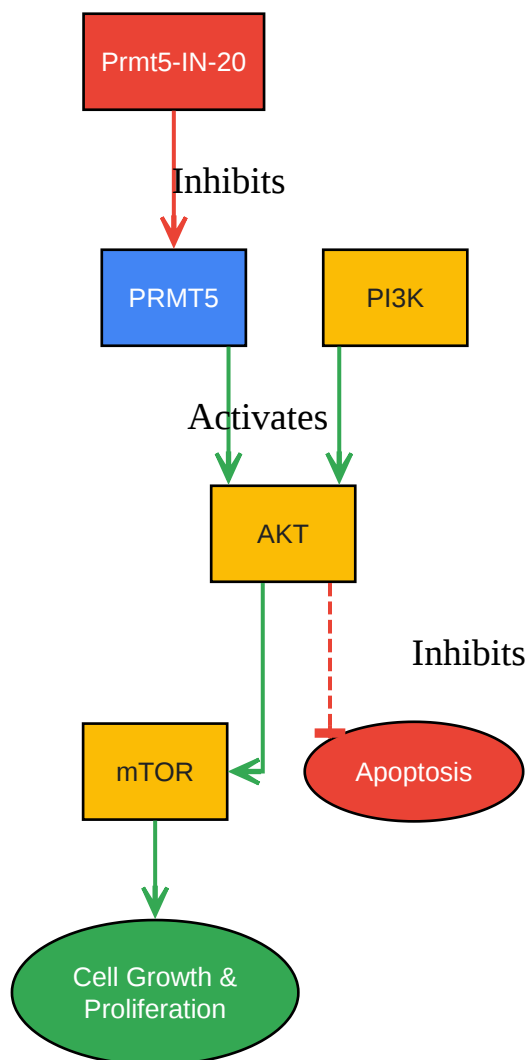 Prmt5-IN-20
Inhibits
PRMT5
PI3K
Activates
AKT
Inhibits
mTOR
Apoptosis
Cell Growth &
Proliferation